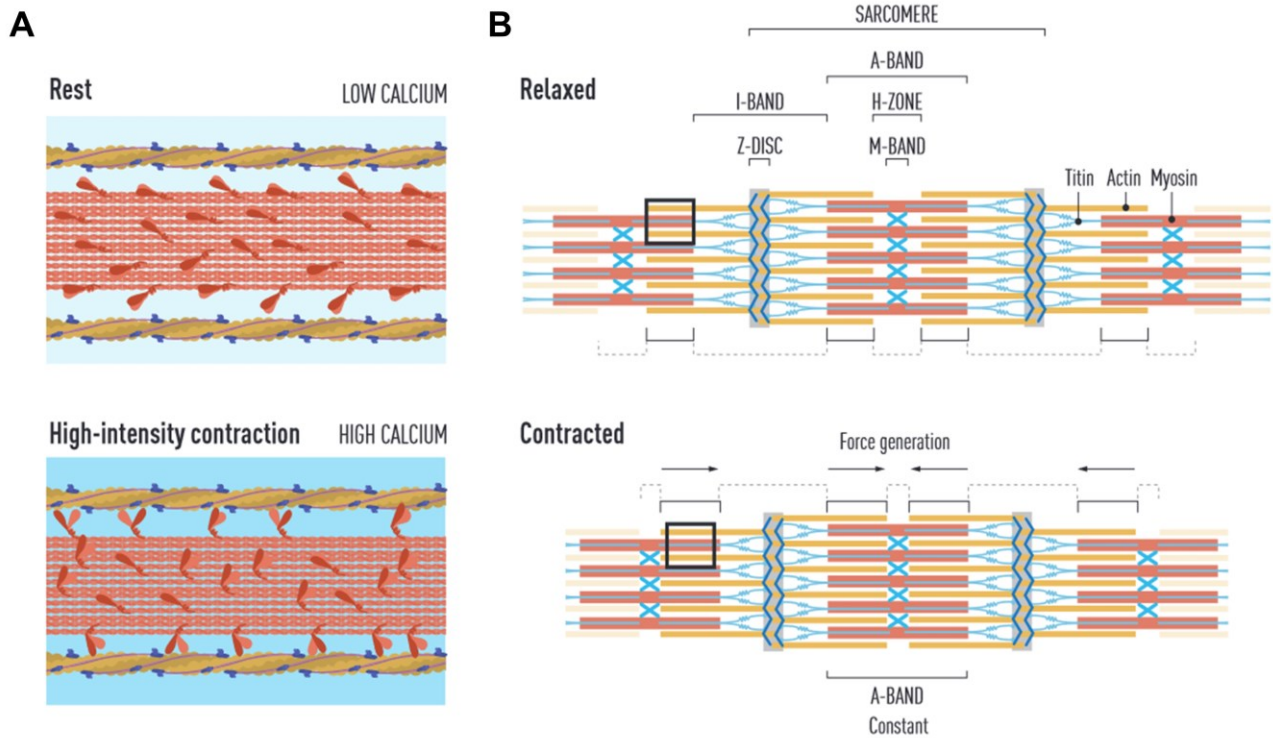 A
Rest
LOW CALCIUM
High-intensity contraction
HIGH CALCIUM
B
SARCOMERE
A-BAND
Relaxed
I-BAND
H-ZONE
Z-DISC
M-BAND
Titin
Actin
Myosin
Contracted
Force generation
A-BAND
Constant